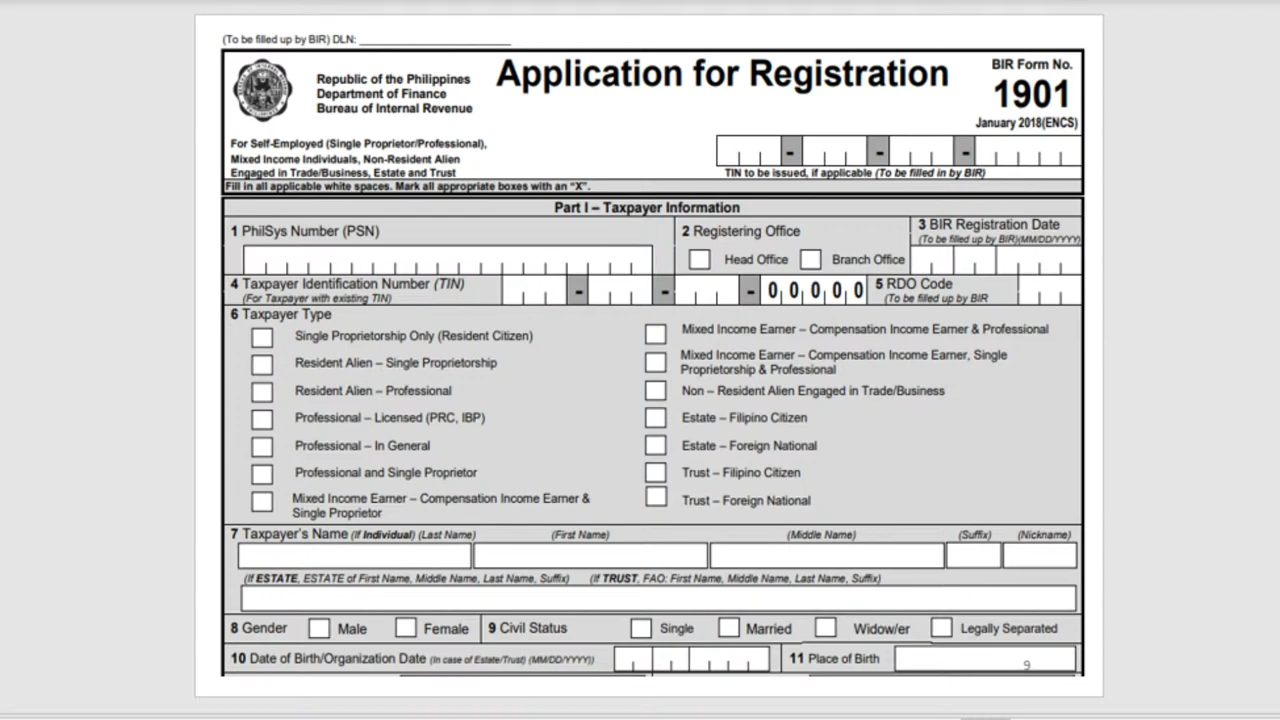 (To be filled up by BIR) DLN: ____________________
Republic of the Philippines
Department of Finance
Bureau of Internal Revenue
Application for Registration
BIR Form No.
1901
January 2018(ENCS)
For Self-Employed (Single Proprietor/Professional),
Mixed Income Individuals, Non-Resident Alien
Engaged in Trade/Business, Estate and Trust
- - -
TIN to be issued, if applicable (To be filled in by BIR)
Fill in all applicable white spaces. Mark all appropriate boxes with an “X”.
Part I – Taxpayer Information
1 PhilSys Number (PSN)
2 Registering Office
Head Office Branch Office
3 BIR Registration Date
(To be filled up by BIR)(MM/DD/YYYY)
4 Taxpayer Identification Number (TIN)
(For Taxpayer with existing TIN)
- - - 0 0 0 0 0
5 RDO Code
(To be filled up by BIR
6 Taxpayer Type
Single Proprietorship Only (Resident Citizen)
Resident Alien – Single Proprietorship
Resident Alien – Professional
Professional – Licensed (PRC, IBP)
Professional – In General
Professional and Single Proprietor
Mixed Income Earner – Compensation Income Earner &
Single Proprietor
Mixed Income Earner – Compensation Income Earner & Professional
Mixed Income Earner – Compensation Income Earner, Single
Proprietorship & Professional
Non – Resident Alien Engaged in Trade/Business
Estate – Filipino Citizen
Estate – Foreign National
Trust – Filipino Citizen
Trust – Foreign National
7 Taxpayer’s Name (If Individual) (Last Name) (First Name) (Middle Name) (Suffix) (Nickname)
(If ESTATE, ESTATE of First Name, Middle Name, Last Name, Suffix) (If TRUST, FAO: First Name, Middle Name, Last Name, Suffix)
8 Gender Male Female 9 Civil Status Single Married Widow/er Legally Separated
10 Date of Birth/Organization Date (In case of Estate/Trust) (MM/DD/YYYY)) 11 Place of Birth
9